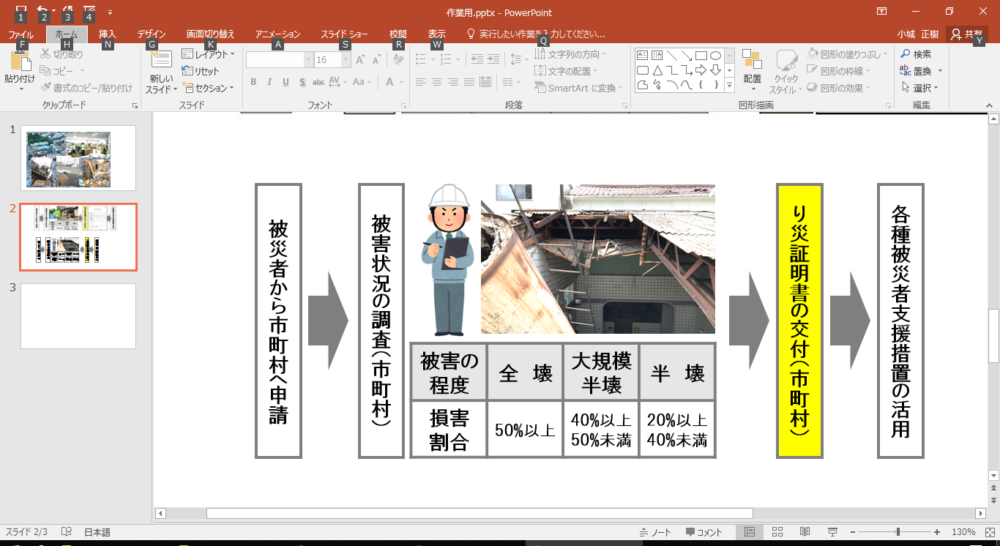 作業用.pptx - PowerPoint
1 2 3 4
ファイル ホーム 挿入 デザイン 画面切り替え アニメーション スライド ショー 校閲 表示 実行したい作業を入力してください... 小城 正樹 共有
F H N G K A S R W Q Y
貼り付け
切り取り
コピー
書式のコピー/貼り付け
クリップボード
新しい
スライド
レイアウト
リセット
セクション
スライド
16
B I U S abc AV Aa A
フォント
文字列の方向
文字の配置
SmartArt に変換
段落
配置
クイック
スタイル
図形の塗りつぶし
図形の枠線
図形の効果
図形描画
検索
置換
選択
編集
1
2
3
被災者から市町村へ申請
被害状況の調査(市町村)
被害の
程度
全 壊
大規模
半壊
半 壊
損害
割合
50%以上
40%以上
50%未満
20%以上
40%未満
り災証明書の交付(市町村)
各種被災者支援措置の活用
スライド 2/3 日本語 ノート コメント 130%